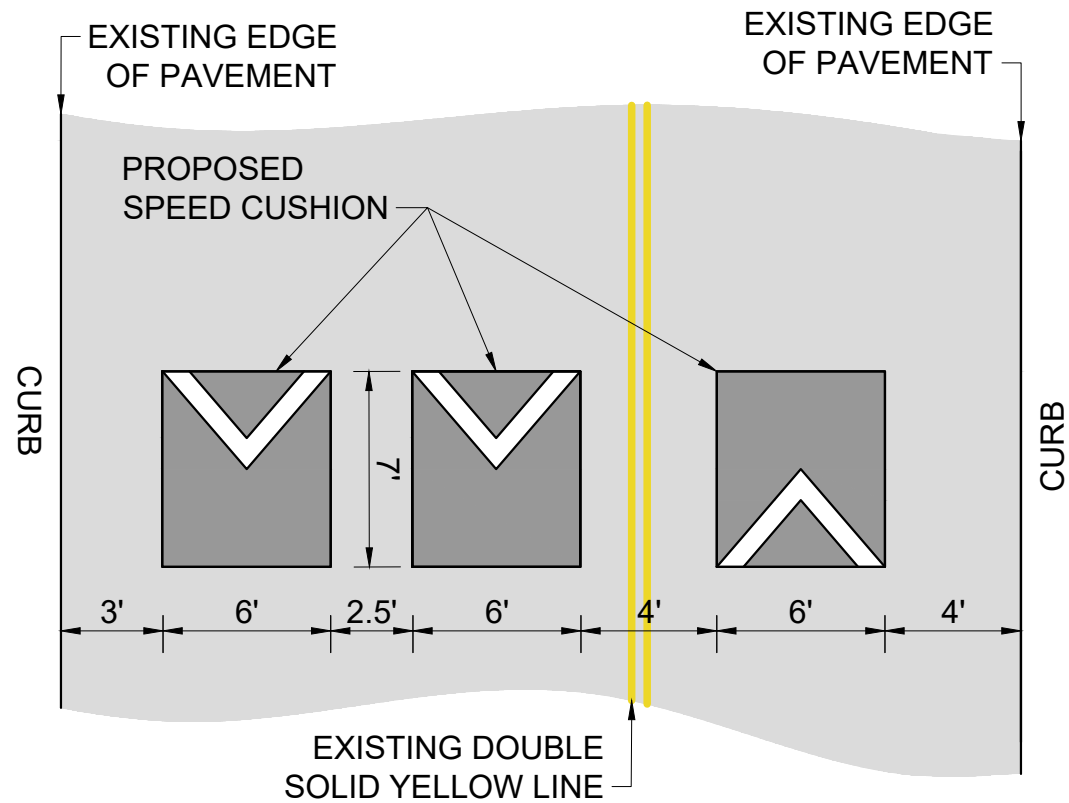 EXISTING EDGE
OF PAVEMENT
EXISTING EDGE
OF PAVEMENT
PROPOSED
SPEED CUSHION
CURB
7'
CURB
3'
6'
2.5'
6'
4'
6'
4'
EXISTING DOUBLE
SOLID YELLOW LINE